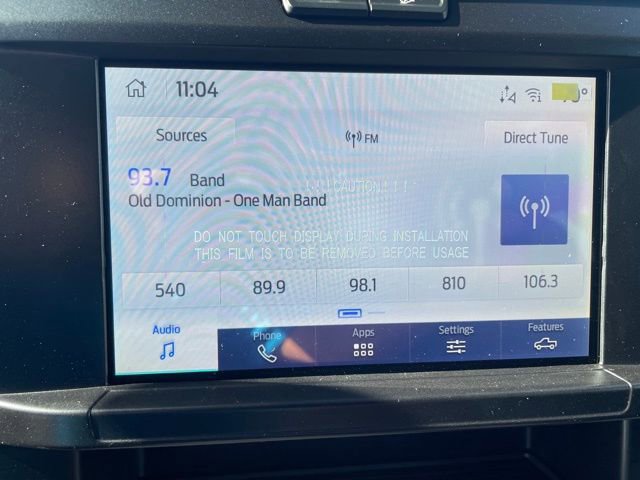 11:04
Sources
FM
Direct Tune
93.7 Band
Old Dominion - One Man Band
!!!CAUTION!!!
DO NOT TOUCH DISPLAY DURING INSTALLATION
THIS FILM IS TO BE REMOVED BEFORE USAGE
540 89.9 98.1 810 106.3
Audio Phone Apps Settings Features